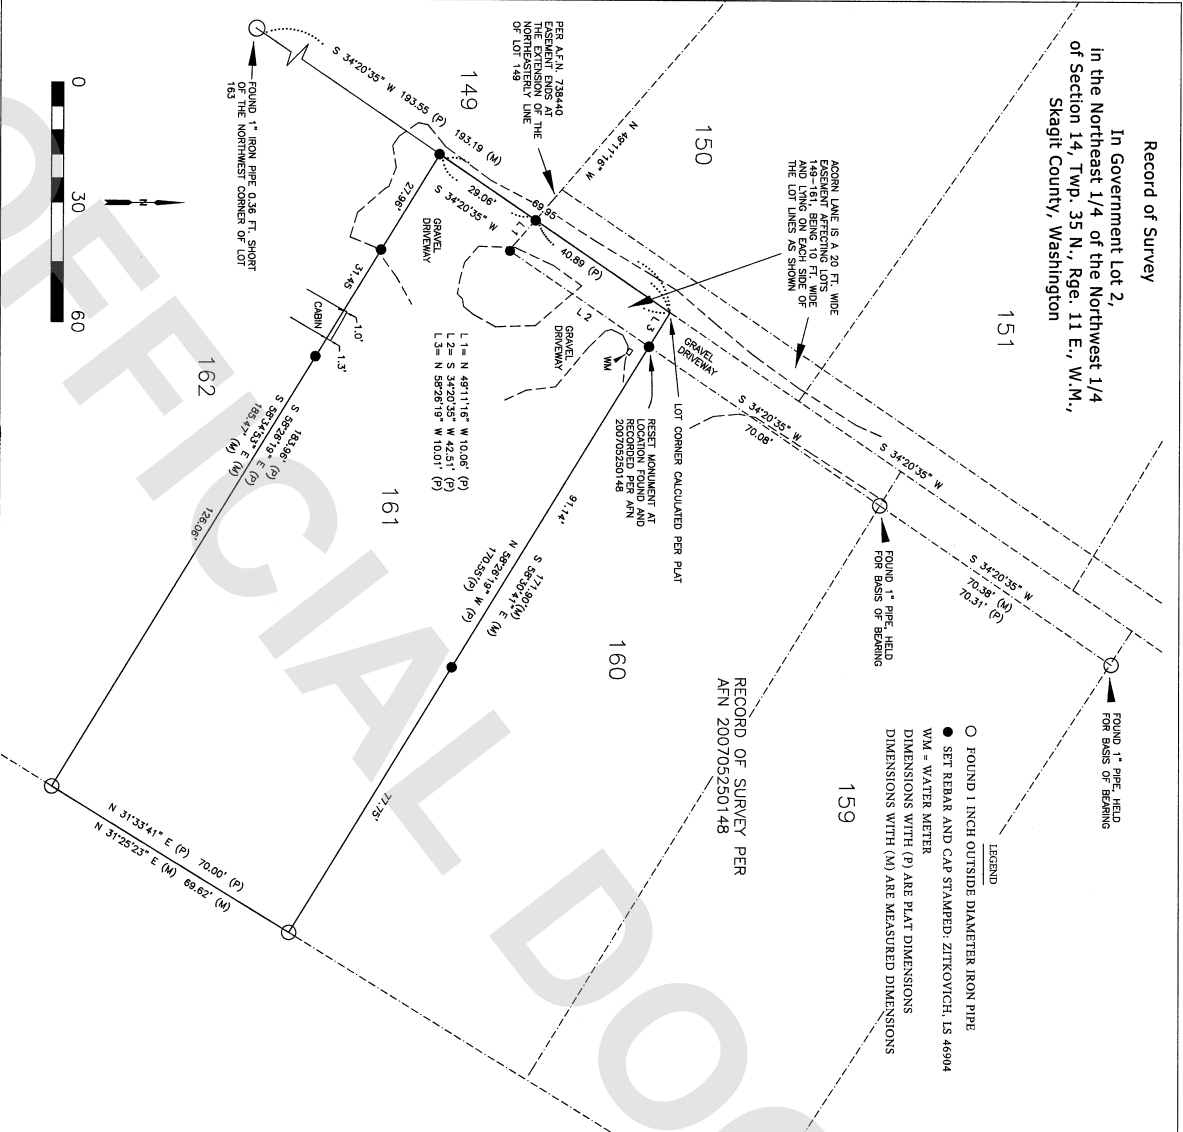 Record of Survey
In Government Lot 2,
in the Northeast 1/4 of the Northwest 1/4
of Section 14, Twp. 35 N., Rge. 11 E., W.M.,
Skagit County, Washington
151
150
149
ACORN LANE IS A 20 FT. WIDE
EASEMENT AFFECTING LOTS
149-161, BEING 10 FT. WIDE
AND LYING ON EACH SIDE OF
THE LOT LINES AS SHOWN
PER A.F.N. 738440
EASEMENT ENDS AT
THE EXTENSION OF THE
NORTHEASTERLY LINE
OF LOT 149
N 49°11'16" W
S 34°20'35" W 193.55 (P)
193.19 (M)
FOUND 1" IRON PIPE 0.36 FT. SHORT
OF THE NORTHWEST CORNER OF LOT
163
0
30
60
N
29.06'
S 34°20'35" W
69.95
L 1
40.89 (P)
L 2
L 3
27.96'
31.45
GRAVEL
DRIVEWAY
GRAVEL
DRIVEWAY
GRAVEL
DRIVEWAY
WM
CABIN
1.0'
1.3'
L 1= N 49°11'16" W 10.06' (P)
L 2= S 34°20'35" W 42.51' (P)
L 3= N 58°26'19" W 10.01' (P)
LOT CORNER CALCULATED PER PLAT
RESET MONUMENT AT
LOCATION FOUND AND
RECORDED PER AFN
200705250148
S 34°20'35" W
70.08'
S 34°20'35" W
S 34°20'35" W
70.38' (M)
70.31' (P)
FOUND 1" PIPE, HELD
FOR BASIS OF BEARING
FOUND 1" PIPE, HELD
FOR BASIS OF BEARING
162
183.96' (P)
S 58°26'19" E (P)
S 58°34'53" E (M)
185.47' (M)
126.06'
161
91.14'
171.90'(M)
S 58°30'41" E (M)
N 58°26'19" W (P)
170.55'(P)
77.75'
160
RECORD OF SURVEY PER
AFN 200705250148
159
N 31°33'41" E (P) 70.00' (P)
N 31°25'23" E (M) 69.62' (M)
LEGEND
FOUND 1 INCH OUTSIDE DIAMETER IRON PIPE
SET REBAR AND CAP STAMPED: ZITKOVICH, LS 46904
WM = WATER METER
DIMENSIONS WITH (P) ARE PLAT DIMENSIONS
DIMENSIONS WITH (M) ARE MEASURED DIMENSIONS
OFFICIAL DOC